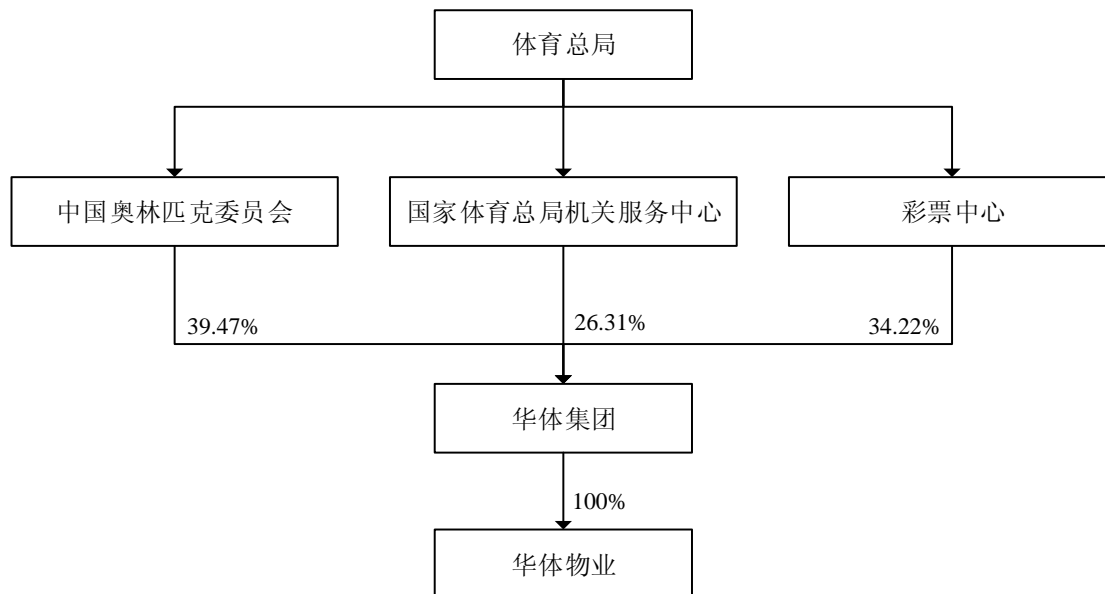 体育总局
中国奥林匹克委员会
国家体育总局机关服务中心
彩票中心
39.47%
26.31%
34.22%
华体集团
100%
华体物业